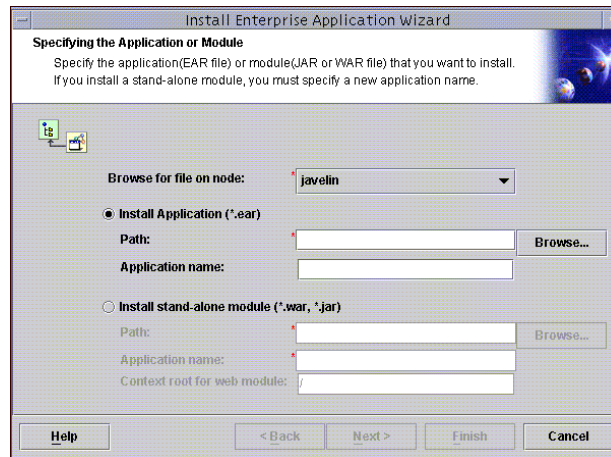 Install Enterprise Application Wizard
Specifying the Application or Module
Specify the application(EAR file) or module(JAR or WAR file) that you want to install.
If you install a stand-alone module, you must specify a new application name.
Browse for file on node: * javelin
Install Application (*.ear)
Path: * Browse...
Application name:
Install stand-alone module (*.war, *.jar)
Path: * Browse...
Application name: *
Context root for web module: /
Help < Back Next > Finish Cancel